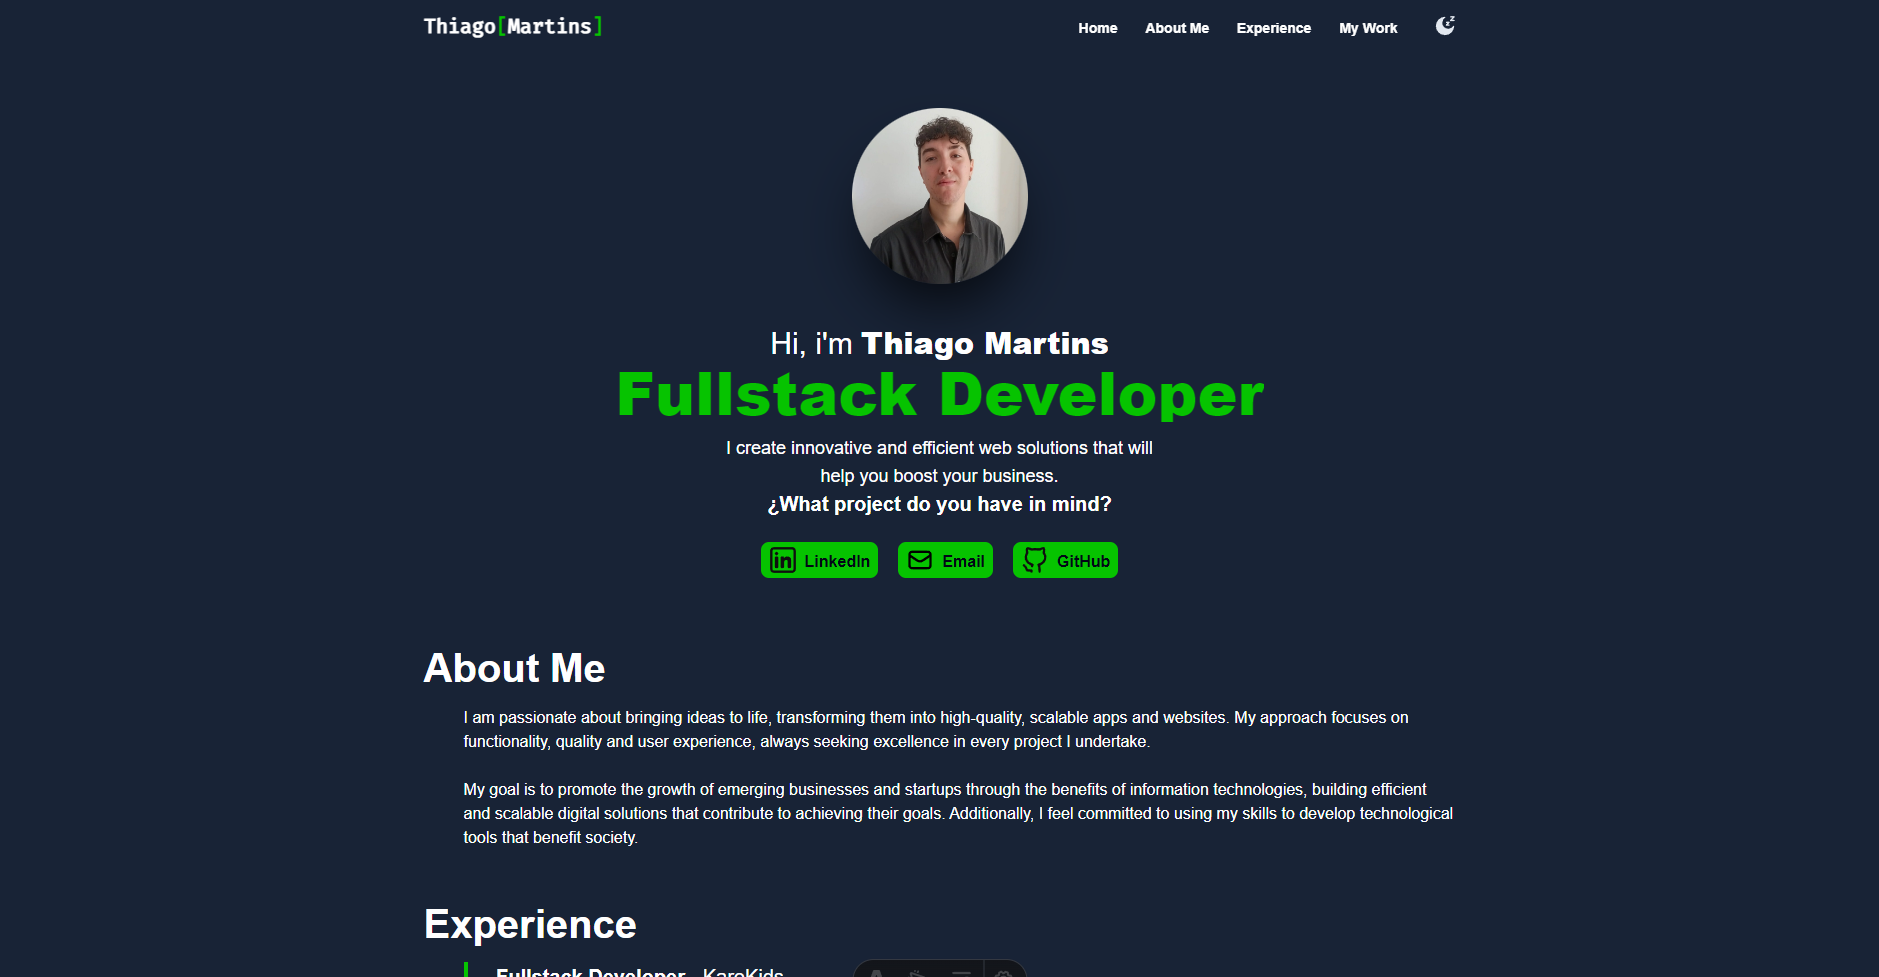 Thiago[Martins]
Home About Me Experience My Work
Hi, i'm Thiago Martins
Fullstack Developer
I create innovative and efficient web solutions that will
help you boost your business.
¿What project do you have in mind?
LinkedIn Email GitHub
About Me
I am passionate about bringing ideas to life, transforming them into high-quality, scalable apps and websites. My approach focuses on
functionality, quality and user experience, always seeking excellence in every project I undertake.
My goal is to promote the growth of emerging businesses and startups through the benefits of information technologies, building efficient
and scalable digital solutions that contribute to achieving their goals. Additionally, I feel committed to using my skills to develop technological
tools that benefit society.
Experience
Fullstack Developer - KareKids